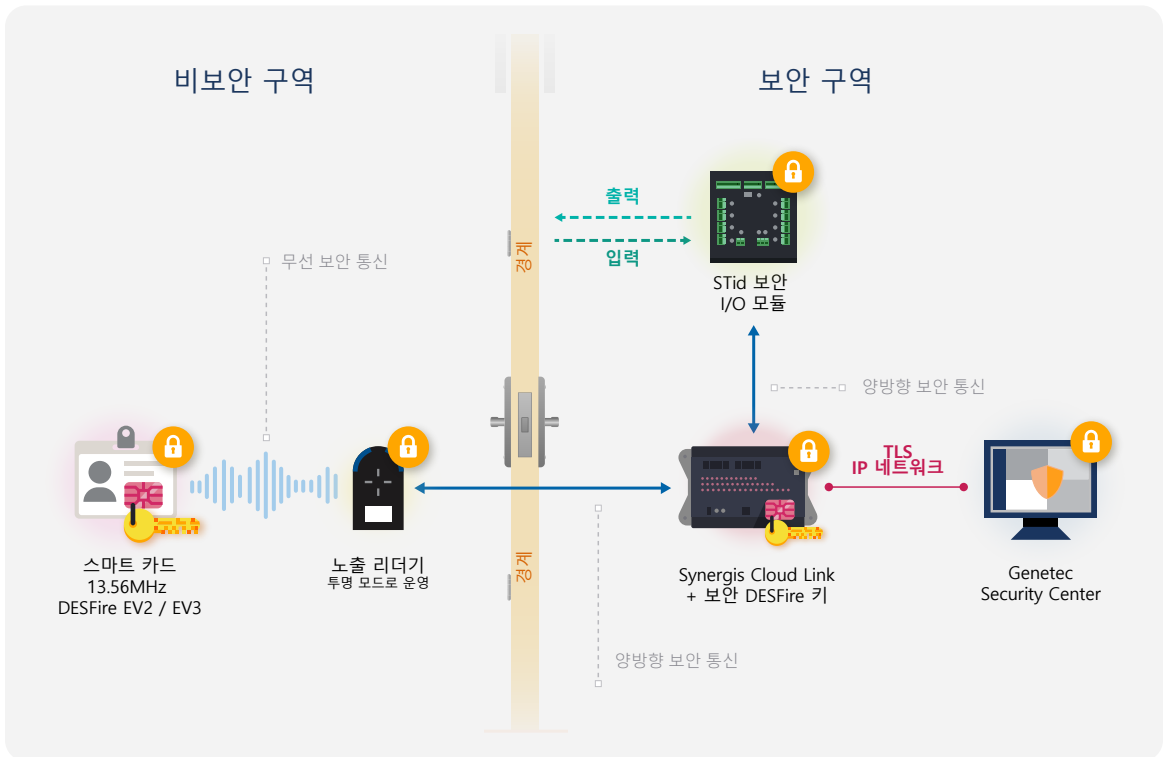 비보안 구역
보안 구역
출력
입력
경계
STid 보안
I/O 모듈
무선 보안 통신
양방향 보안 통신
TLS
IP 네트워크
스마트 카드
13.56MHz
DESFire EV2 / EV3
노출 리더기
투명 모드로 운영
경계
Synergis Cloud Link
+ 보안 DESFire 키
Genetec
Security Center
양방향 보안 통신